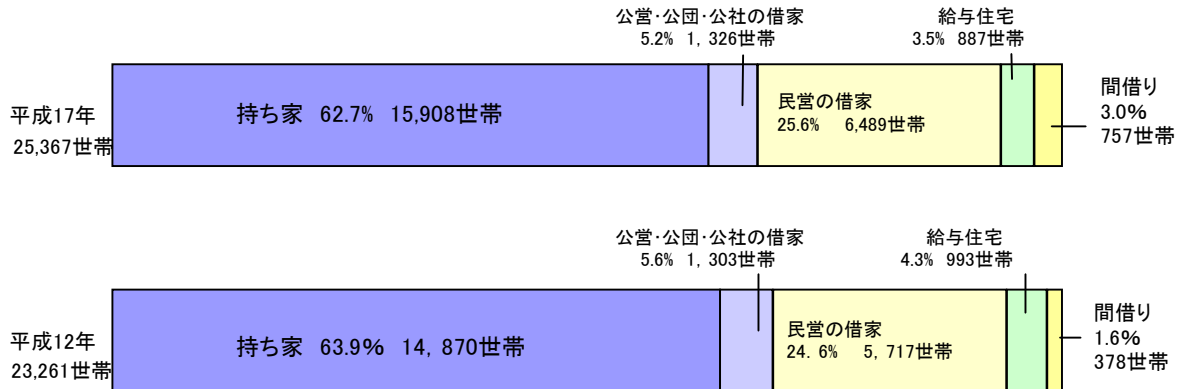 公営・公団・公社の借家
5.2% 1, 326世帯
給与住宅
3.5% 887世帯
平成17年
25,367世帯
持ち家 62.7% 15,908世帯
民営の借家
25.6% 6,489世帯
間借り
3.0%
757世帯
公営・公団・公社の借家
5.6% 1, 303世帯
給与住宅
4.3% 993世帯
平成12年
23,261世帯
持ち家 63.9% 14, 870世帯
民営の借家
24. 6% 5, 717世帯
間借り
1.6%
378世帯